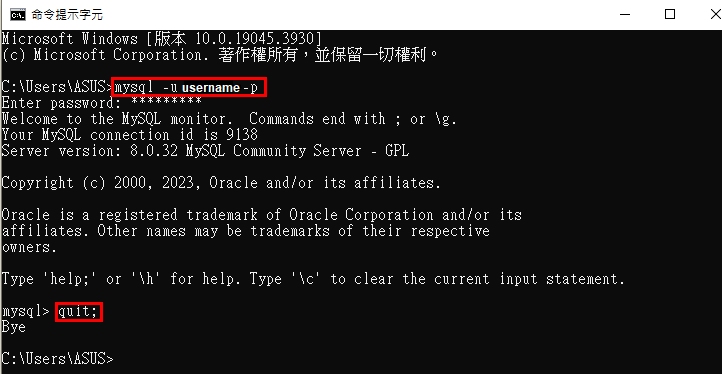 命令提示字元
Microsoft Windows [版本 10.0.19045.3930]
(c) Microsoft Corporation. 著作權所有，並保留一切權利。
C:\Users\ASUS>mysql -u username -p
Enter password: *********
Welcome to the MySQL monitor.  Commands end with ; or \g.
Your MySQL connection id is 9138
Server version: 8.0.32 MySQL Community Server - GPL
Copyright (c) 2000, 2023, Oracle and/or its affiliates.
Oracle is a registered trademark of Oracle Corporation and/or its
affiliates. Other names may be trademarks of their respective
owners.
Type 'help;' or '\h' for help. Type '\c' to clear the current input statement.
mysql> quit;
Bye
C:\Users\ASUS>